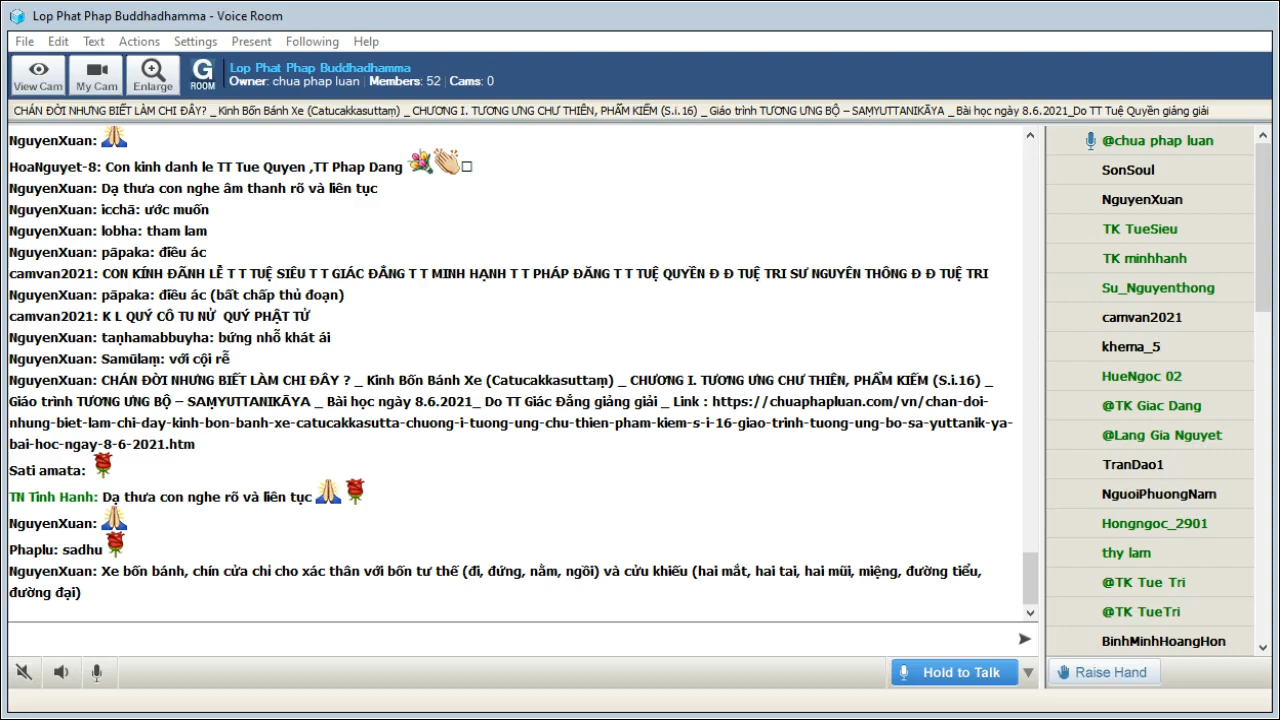 Lop Phat Phap Buddhadhamma - Voice Room
File Edit Text Actions Settings Present Following Help
View Cam My Cam Enlarge G ROOM
Lop Phat Phap Buddhadhamma
Owner: chua phap luan Members: 52 Cams: 0
CHÁN ĐỜI NHƯNG BIẾT LÀM CHI ĐÂY? _ Kinh Bốn Bánh Xe (Catucakkasuttaṃ) _ CHƯƠNG I. TƯƠNG ƯNG CHƯ THIÊN, PHẨM KIẾM (S.i.16) _ Giáo trình TƯƠNG ƯNG BỘ – SAṂYUTTANIKĀYA _ Bài học ngày 8.6.2021_Do TT Tuệ Quyền giảng giải
NguyenXuan:
HoaNguyet-8: Con kinh danh le TT Tue Quyen ,TT Phap Dang
NguyenXuan: Dạ thưa con nghe âm thanh rõ và liên tục
NguyenXuan: icchā: ước muốn
NguyenXuan: lobha: tham lam
NguyenXuan: pāpaka: điều ác
camvan2021: CON KÍNH ĐÃNH LỄ T T TUỆ SIÊU T T GIÁC ĐẲNG T T MINH HẠNH T T PHÁP ĐĂNG T T TUỆ QUYỀN Đ Đ TUỆ TRI SƯ NGUYÊN THÔNG Đ Đ TUỆ TRI
NguyenXuan: pāpaka: điều ác (bất chấp thủ đoạn)
camvan2021: K L QUÝ CÔ TU NỬ QUÝ PHẬT TỬ
NguyenXuan: taṇhamabbuyha: bứng nhỗ khát ái
NguyenXuan: Samūlaṃ: với cội rễ
NguyenXuan: CHÁN ĐỜI NHƯNG BIẾT LÀM CHI ĐÂY ? _ Kinh Bốn Bánh Xe (Catucakkasuttaṃ) _ CHƯƠNG I. TƯƠNG ƯNG CHƯ THIÊN, PHẨM KIẾM (S.i.16) _
Giáo trình TƯƠNG ƯNG BỘ – SAṂYUTTANIKĀYA _ Bài học ngày 8.6.2021_ Do TT Giác Đẳng giảng giải _ Link : https://chuaphapluan.com/vn/chan-doi-
nhung-biet-lam-chi-day-kinh-bon-banh-xe-catucakkasutta-chuong-i-tuong-ung-chu-thien-pham-kiem-s-i-16-giao-trinh-tuong-ung-bo-sa-yuttanik-ya-
bai-hoc-ngay-8-6-2021.htm
Sati amata:
TN Tinh Hanh: Dạ thưa con nghe rõ và liên tục
NguyenXuan:
Phaplu: sadhu
NguyenXuan: Xe bốn bánh, chín cửa chỉ cho xác thân với bốn tư thế (đi, đứng, nằm, ngồi) và cửu khiếu (hai mắt, hai tai, hai mũi, miệng, đường tiểu,
đường đại)
@chua phap luan
SonSoul
NguyenXuan
TK TueSieu
TK minhhanh
Su_Nguyenthong
camvan2021
khema_5
HueNgoc 02
@TK Giac Dang
@Lang Gia Nguyet
TranDao1
NguoiPhuongNam
Hongngoc_2901
thy lam
@TK Tue Tri
@TK TueTri
BinhMinhHoangHon
Hold to Talk
Raise Hand